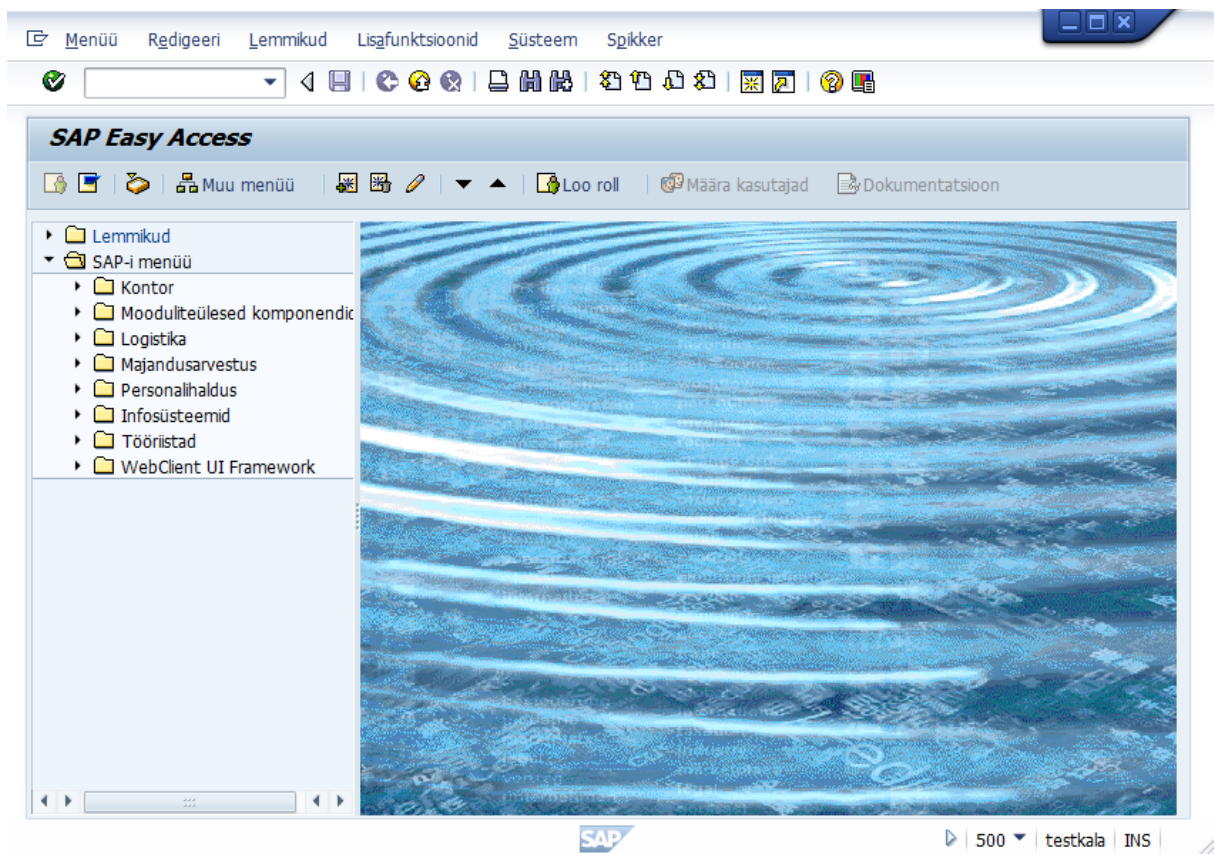 Menüü Redigeeri Lemmikud Lisafunktsioonid Süsteem Spikker
SAP Easy Access
Muu menüü Loo roll Määra kasutajad Dokumentatsioon
Lemmikud
SAP-i menüü
Kontor
Mooduliteülesed
Logistika
Majandusarvestus
Personalihaldus
Infosüsteemid
Tööriistad
WebClient UI Framework
SAP
500 testkala INS